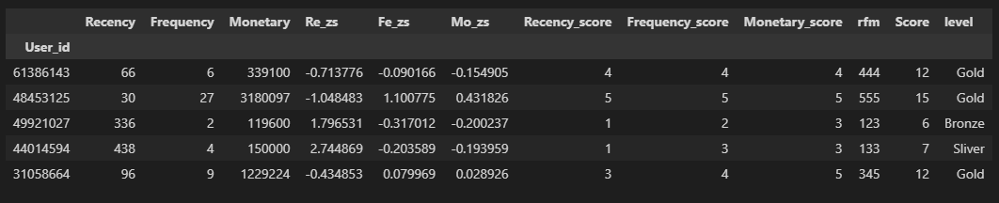 Recency Frequency Monetary Re_zs Fe_zs Mo_zs Recency_score Frequency_score Monetary_score rfm Score level
User_id
61386143 66 6 339100 -0.713776 -0.090166 -0.154905 4 4 4 444 12 Gold
48453125 30 27 3180097 -1.048483 1.100775 0.431826 5 5 5 555 15 Gold
49921027 336 2 119600 1.796531 -0.317012 -0.200237 1 2 3 123 6 Bronze
44014594 438 4 150000 2.744869 -0.203589 -0.193959 1 3 3 133 7 Sliver
31058664 96 9 1229224 -0.434853 0.079969 0.028926 3 4 5 345 12 Gold